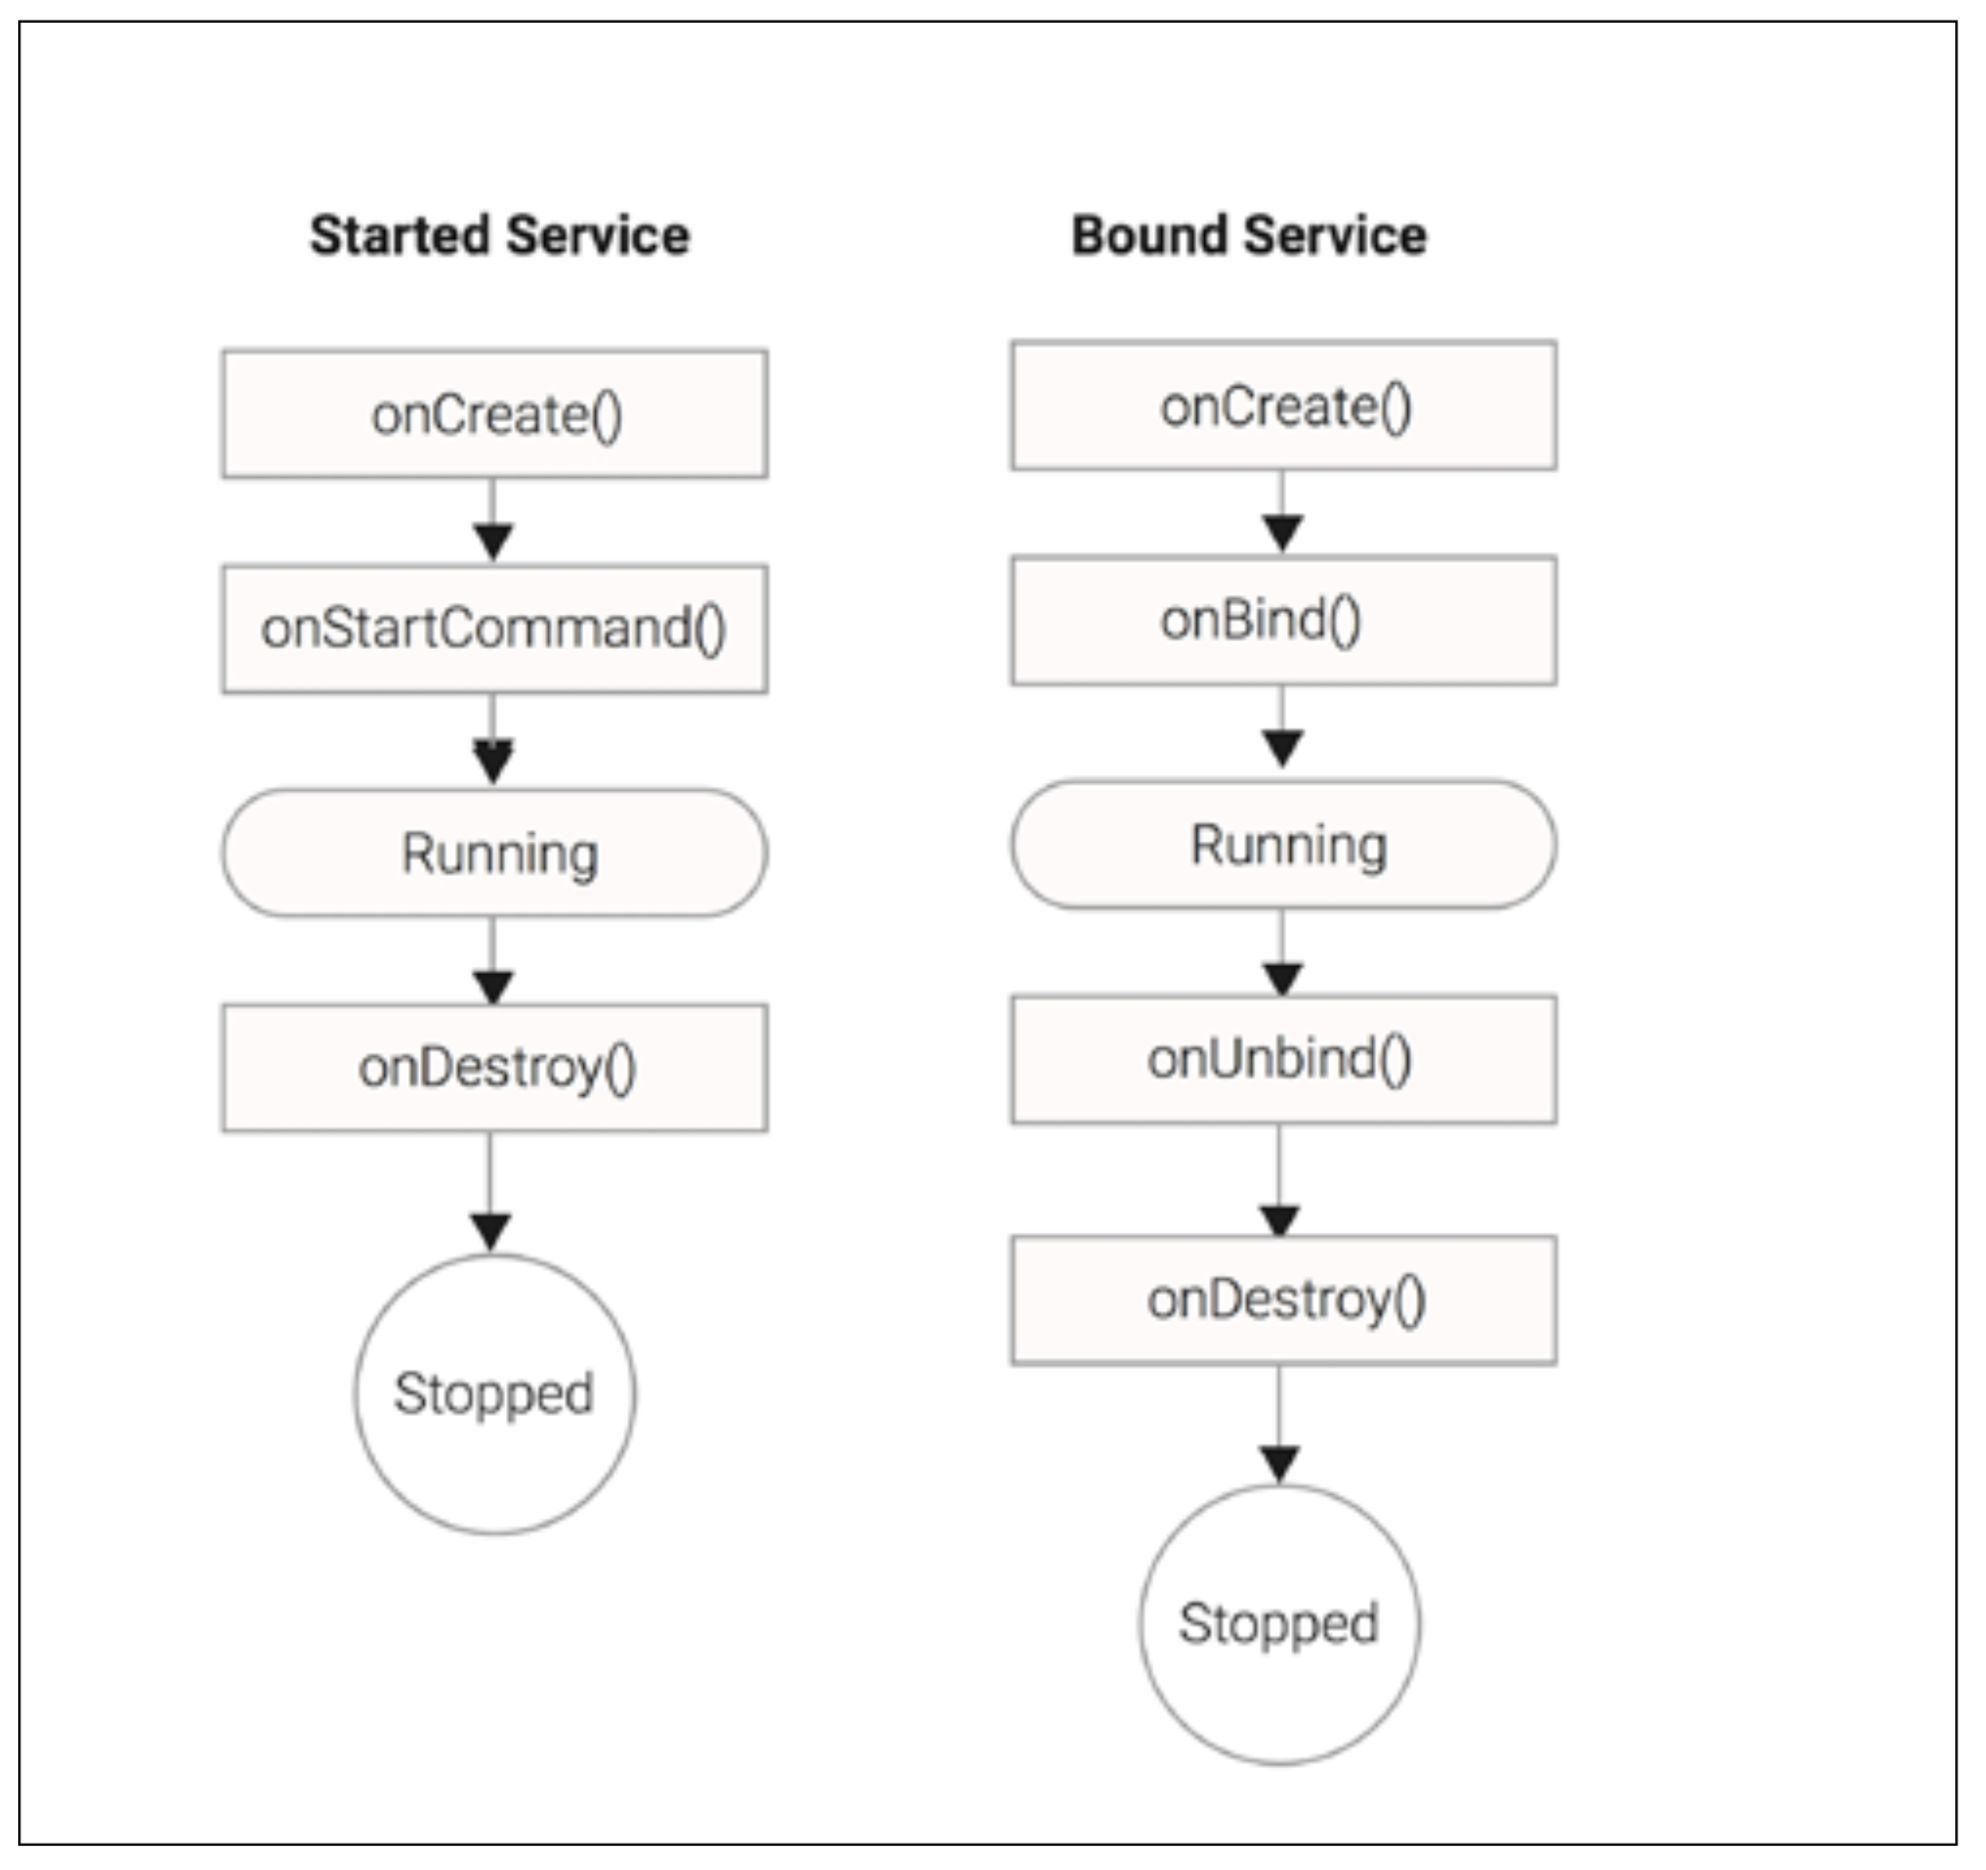 Started Service
onCreate()
onStartCommand()
Running
onDestroy()
Stopped
Bound Service
onCreate()
onBind()
Running
onUnbind()
onDestroy()
Stopped